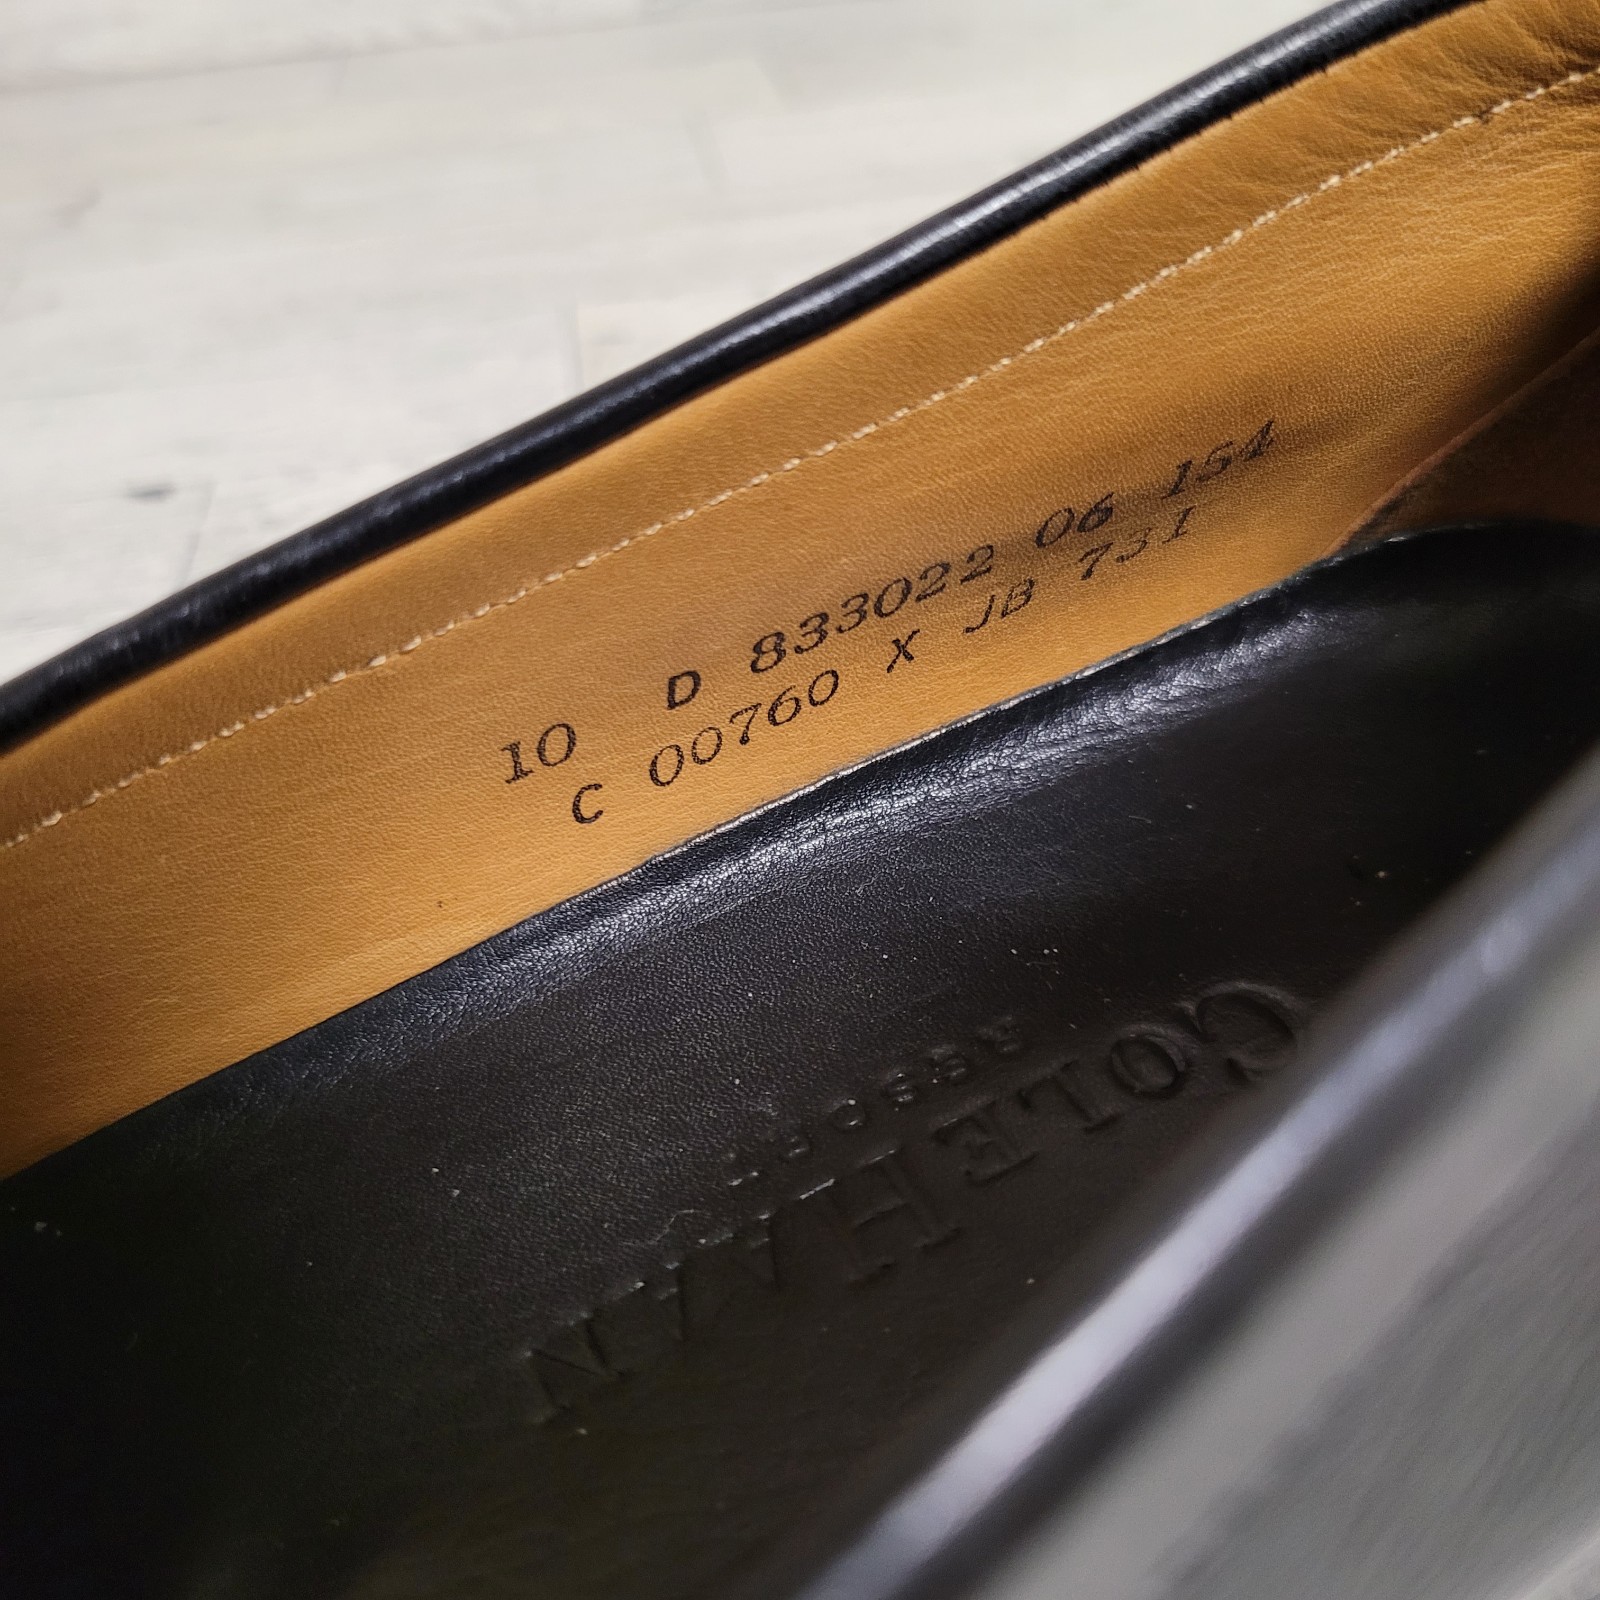 10 D 833022 06 154
C 00760 X JB 731
COLE HAAN